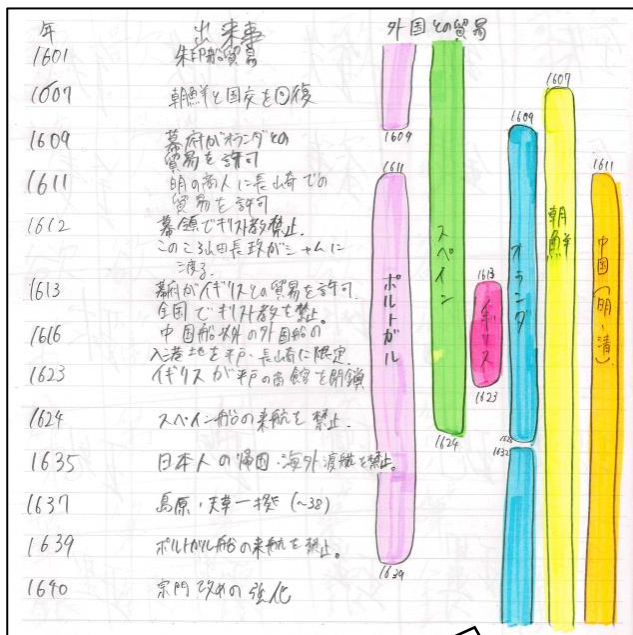 年 出来事 外国との貿易
1601 朱印船貿易
1607 朝鮮と国交を回復
1609 幕府がオランダとの
貿易を許可
1611 明の商人に長崎での
貿易を許可
1612 幕領でキリスト教禁止。
このころ山田長政がシャムに
渡る。
1613 幕府がイギリスとの貿易を許可。
全国でキリスト教を禁止。
1616 中国船以外の外国船の
入港地を平戸・長崎に限定。
1623 イギリスが平戸の商館を閉鎖
1624 スペイン船の来航を禁止。
1635 日本人の帰国・海外渡航を禁止。
1637 島原・天草一揆(~38)
1639 ポルトガル船の来航を禁止。
1640 宗門改めの強化
1609
1611
ポルトガル
1639
スペイン
1624
1613
イギリス
1623
1609
オランダ
1632
1607
朝鮮
1611
中国(明・清)